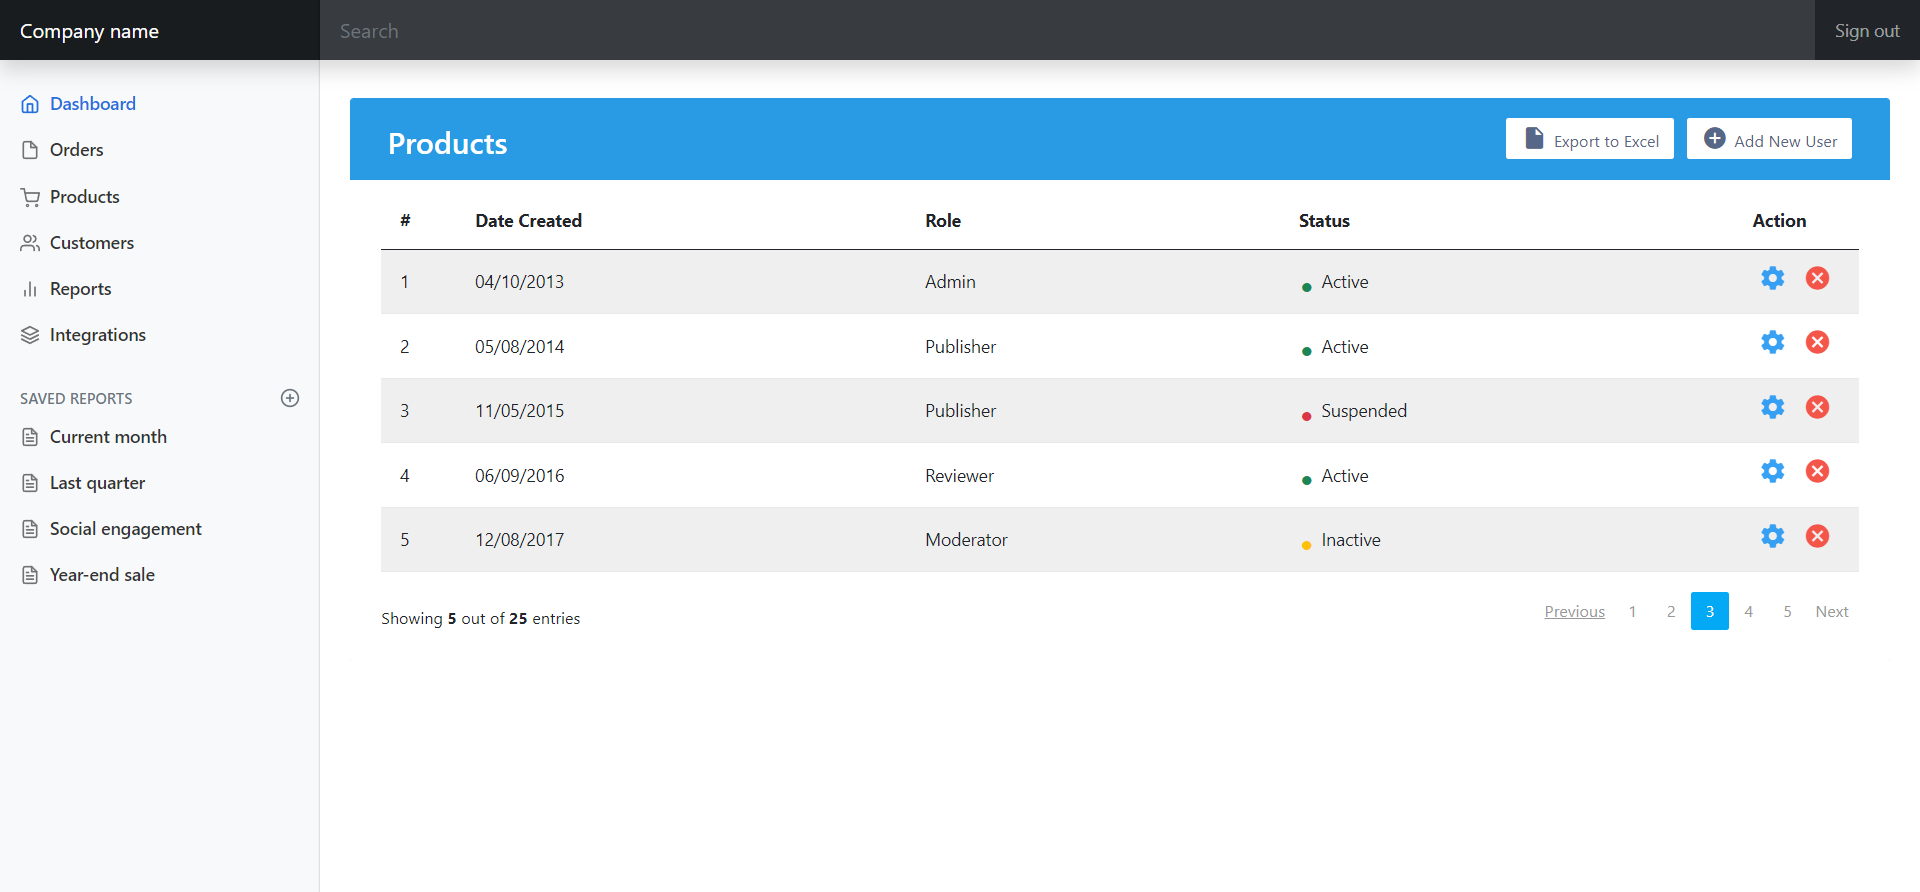 Company name
Search
Sign out
Dashboard
Orders
Products
Customers
Reports
Integrations
SAVED REPORTS
Current month
Last quarter
Social engagement
Year-end sale
Products
Export to Excel
Add New User
# Date Created Role Status Action
1 04/10/2013 Admin Active
2 05/08/2014 Publisher Active
3 11/05/2015 Publisher Suspended
4 06/09/2016 Reviewer Active
5 12/08/2017 Moderator Inactive
Showing 5 out of 25 entries
Previous 1 2 3 4 5 Next